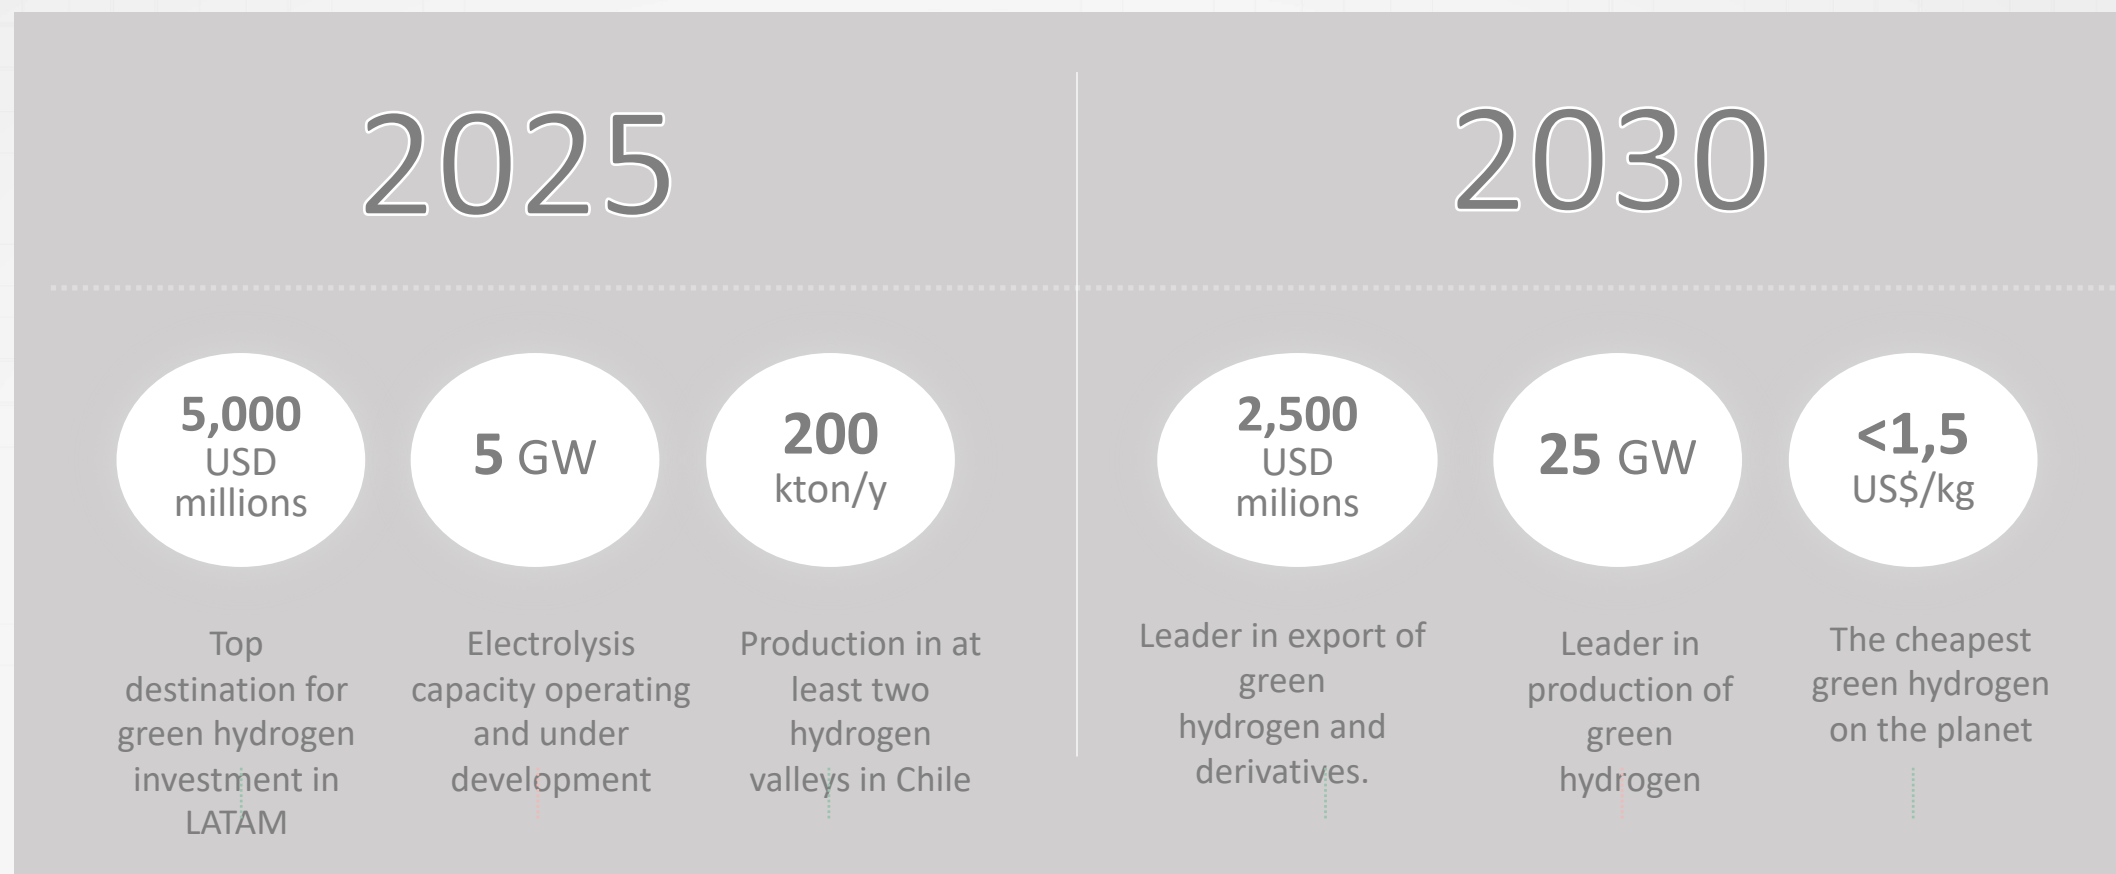 2025
5,000
USD
millions
5 GW
200
kton/y
Top
destination for
green hydrogen
investment in
LATAM
Electrolysis
capacity operating
and under
development
Production in at
least two
hydrogen
valleys in Chile
2030
2,500
USD
milions
25 GW
<1,5
US$/kg
Leader in export of
green
hydrogen and
derivatives.
Leader in
production of
green
hydrogen
The cheapest
green hydrogen
on the planet